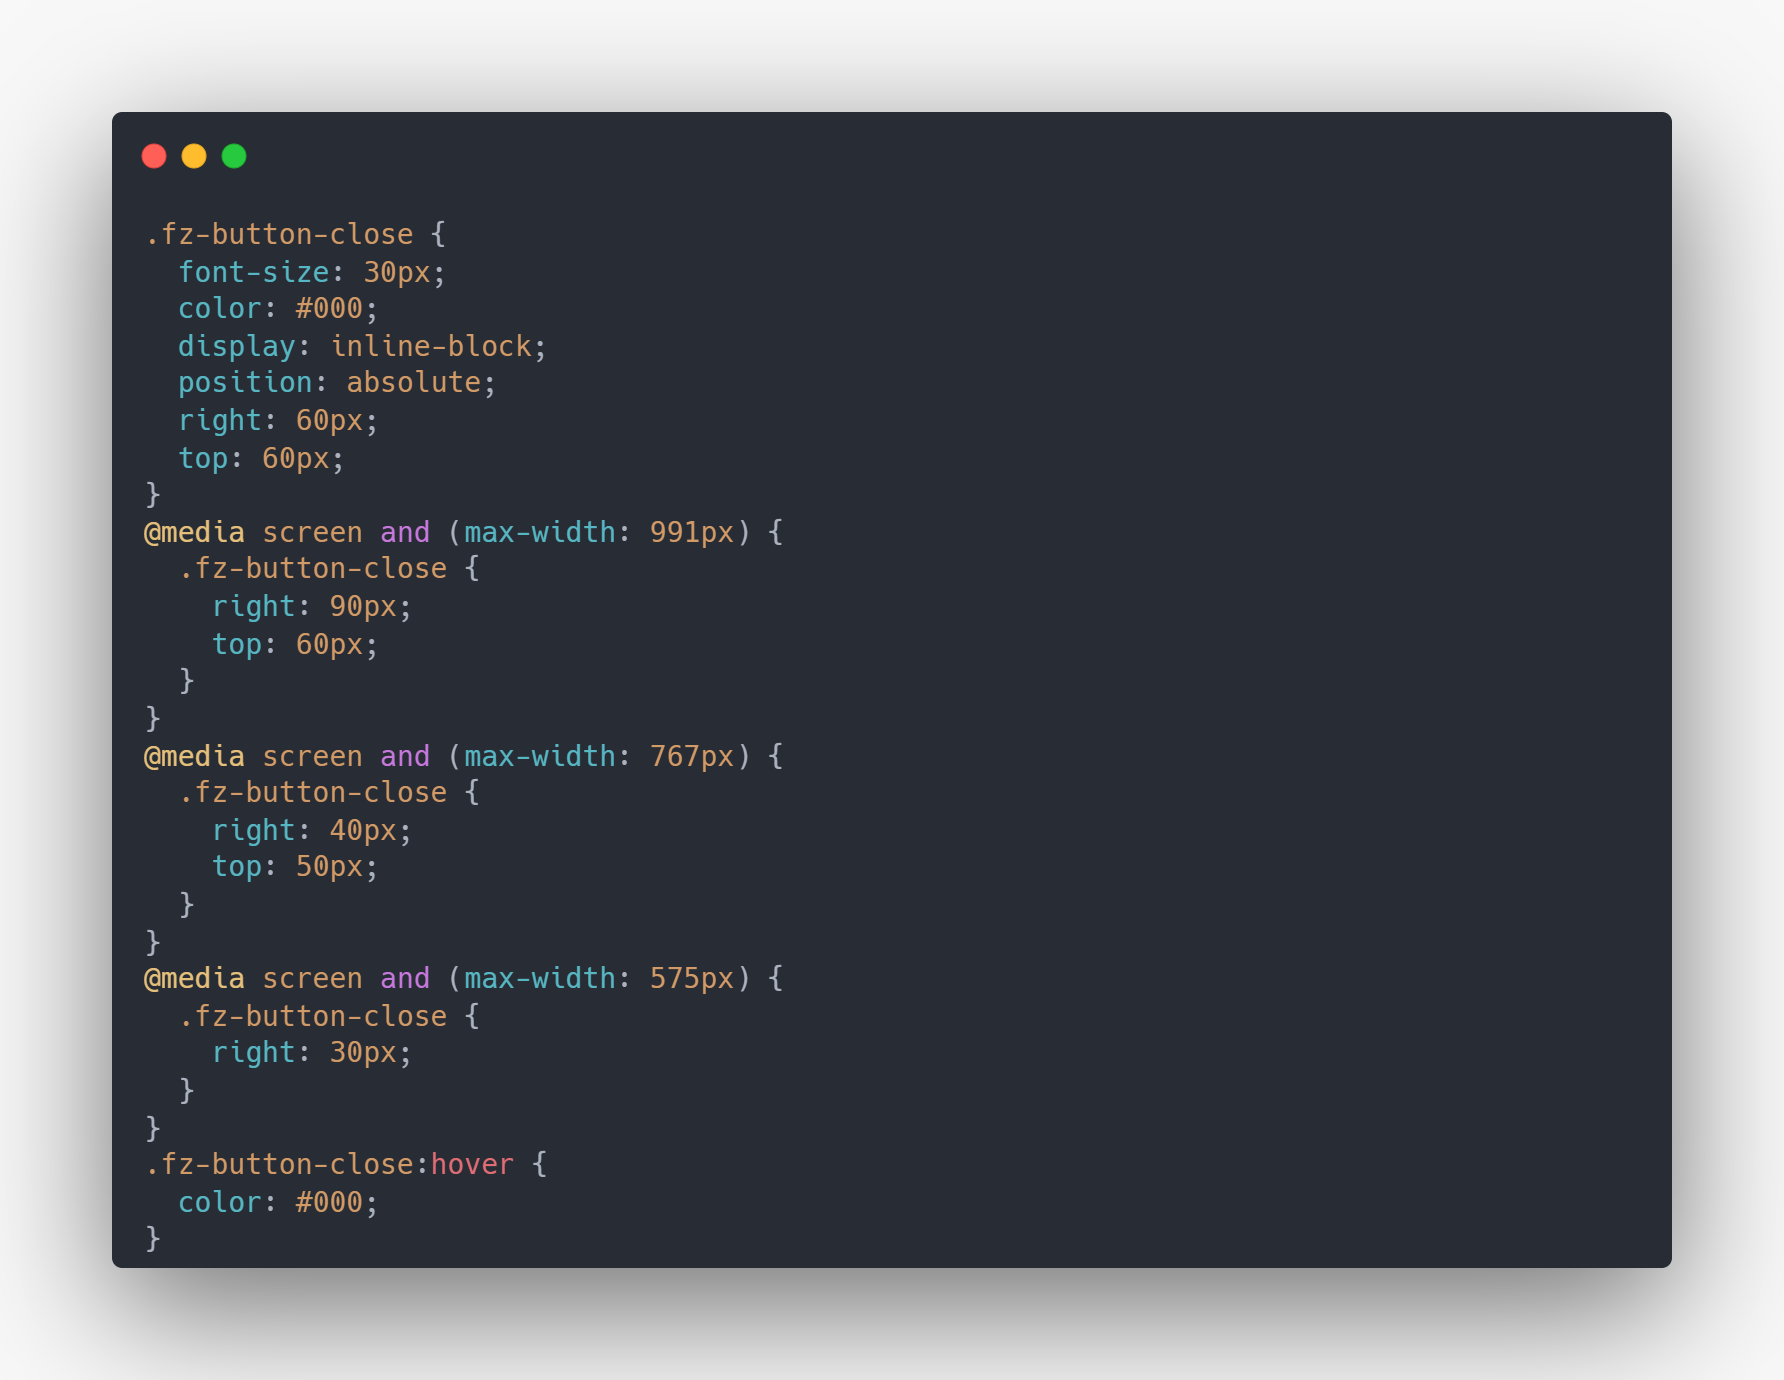 .fz-button-close {
  font-size: 30px;
  color: #000;
  display: inline-block;
  position: absolute;
  right: 60px;
  top: 60px;
}
@media screen and (max-width: 991px) {
  .fz-button-close {
    right: 90px;
    top: 60px;
  }
}
@media screen and (max-width: 767px) {
  .fz-button-close {
    right: 40px;
    top: 50px;
  }
}
@media screen and (max-width: 575px) {
  .fz-button-close {
    right: 30px;
  }
}
.fz-button-close:hover {
  color: #000;
}